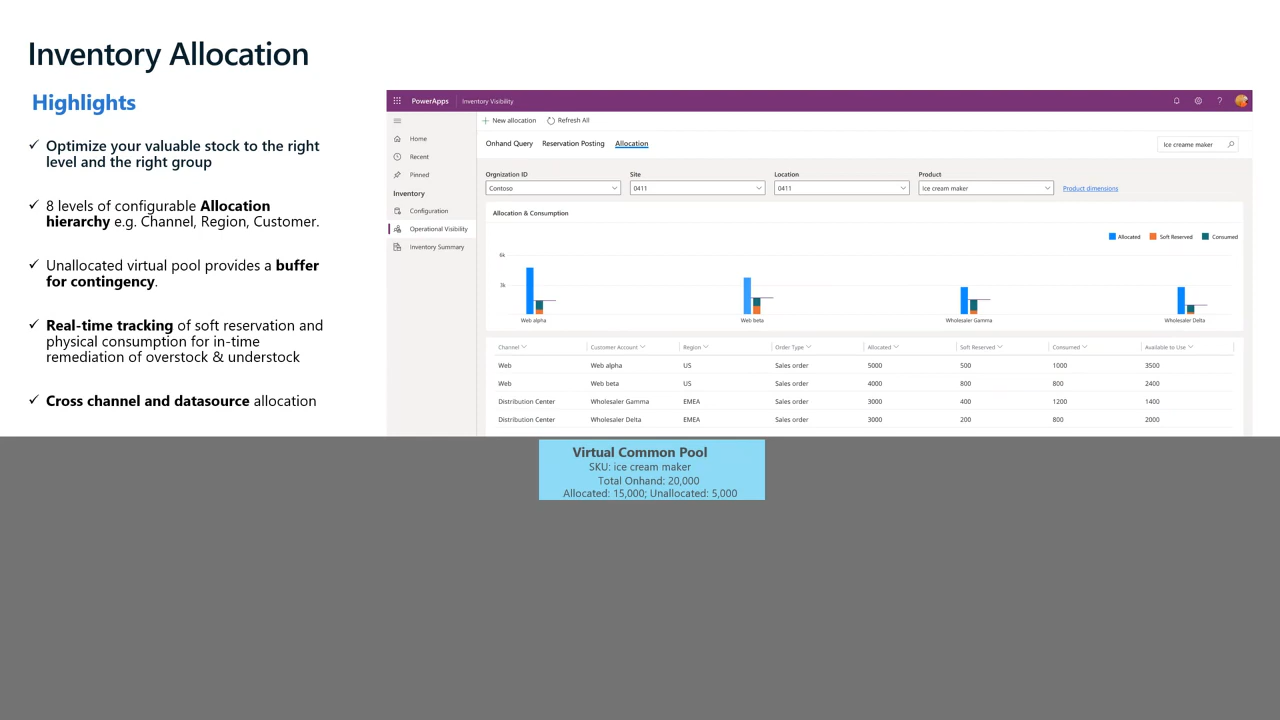 Inventory Allocation
Highlights
✓ Optimize your valuable stock to the right
level and the right group
✓ 8 levels of configurable Allocation
hierarchy e.g. Channel, Region, Customer.
✓ Unallocated virtual pool provides a buffer
for contingency.
✓ Real-time tracking of soft reservation and
physical consumption for in-time
remediation of overstock & understock
✓ Cross channel and datasource allocation
PowerApps Inventory Visibility
Home
Recent
Pinned
Inventory
Configuration
Operational Visibility
Inventory Summary
New allocation Refresh All
Onhand Query Reservation Posting Allocation
Ice creame maker
Orgnization ID Site Location Product
Contoso 0411 0411 Ice cream maker Product dimensions
Allocation & Consumption
Allocated Soft Reserved Consumed
6k
3k
Web alpha Web beta Wholesaler Gamma Wholesaler Delta
Channel Customer Account Region Order Type Allocated Soft Reserved Consumed Available to Use
Web Web alpha US Sales order 5000 500 1000 3500
Web Web beta US Sales order 4000 800 800 2400
Distribution Center Wholesaler Gamma EMEA Sales order 3000 400 1200 1400
Distribution Center Wholesaler Delta EMEA Sales order 3000 200 800 2000
Virtual Common Pool
SKU: ice cream maker
Total Onhand: 20,000
Allocated: 15,000; Unallocated: 5,000